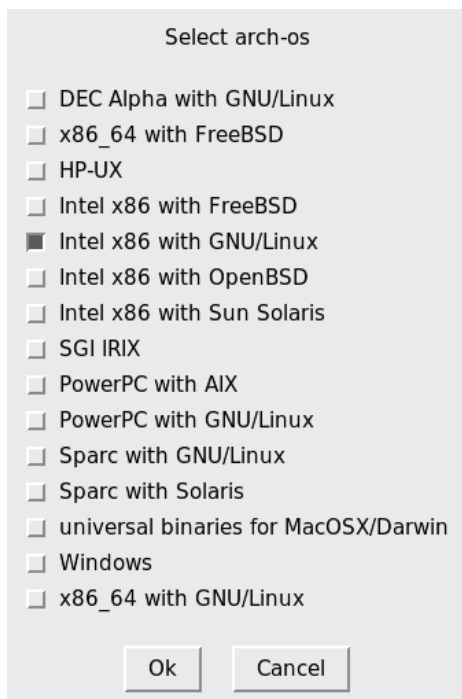 Select arch-os
DEC Alpha with GNU/Linux
x86_64 with FreeBSD
HP-UX
Intel x86 with FreeBSD
Intel x86 with GNU/Linux
Intel x86 with OpenBSD
Intel x86 with Sun Solaris
SGI IRIX
PowerPC with AIX
PowerPC with GNU/Linux
Sparc with GNU/Linux
Sparc with Solaris
universal binaries for MacOSX/Darwin
Windows
x86_64 with GNU/Linux
Ok Cancel